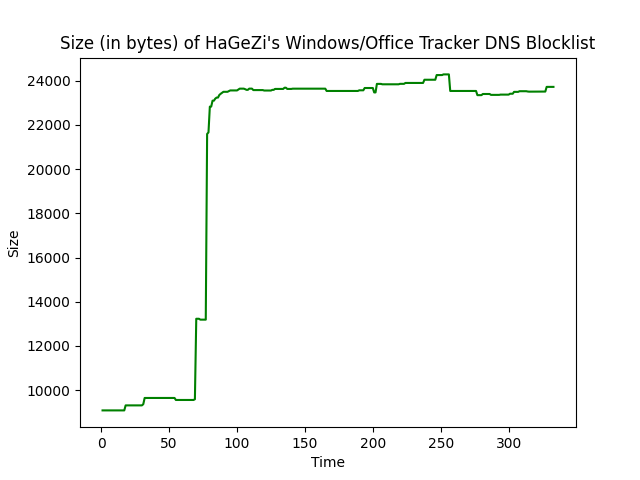 Size (in bytes) of HaGeZi's Windows/Office Tracker DNS Blocklist
24000
22000
20000
18000
16000
14000
12000
10000
Size
0 50 100 150 200 250 300
Time